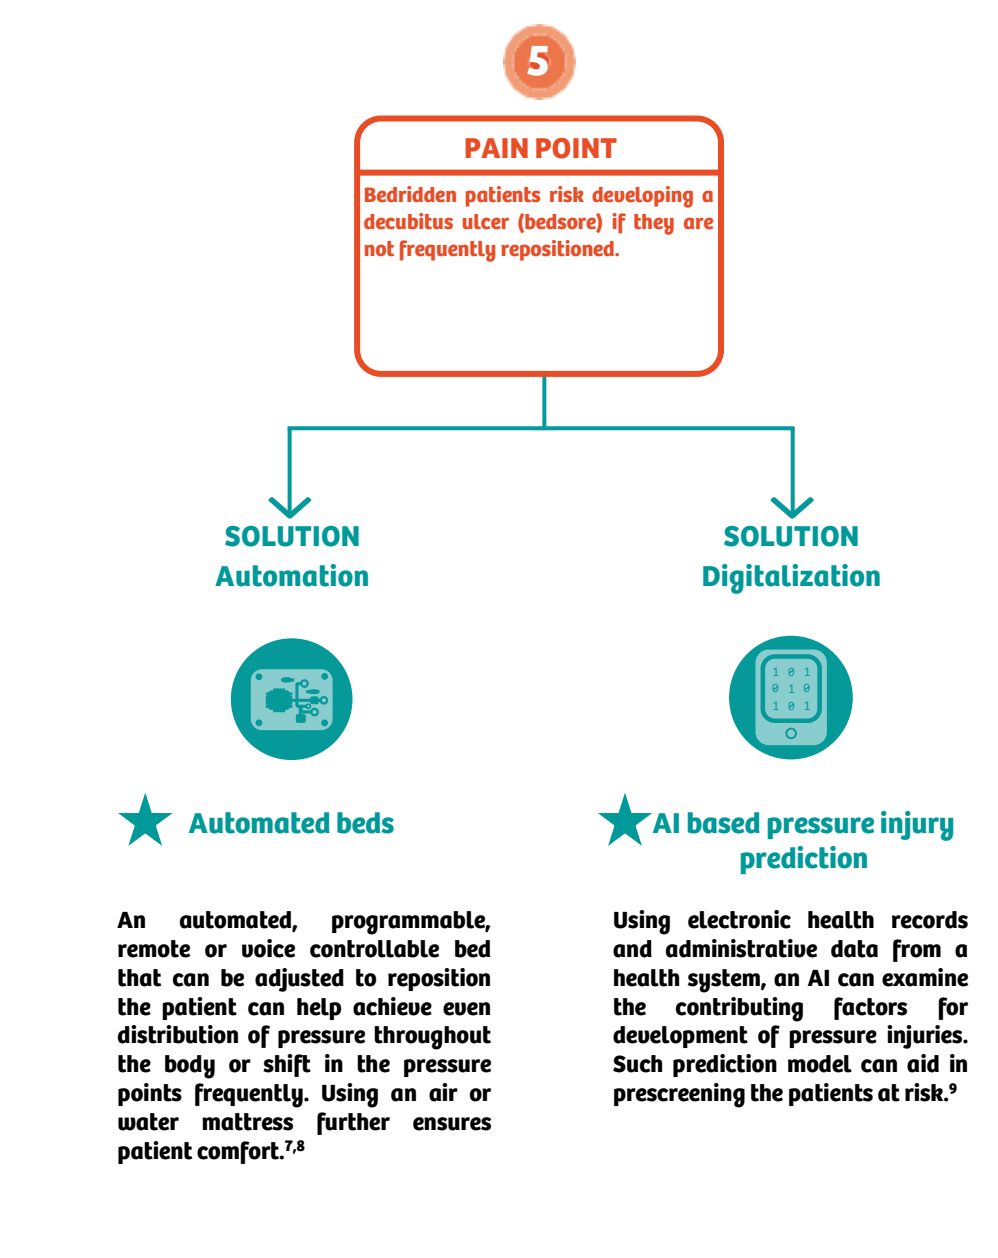 5
PAIN POINT
Bedridden patients risk developing a
decubitus ulcer (bedsore) if they are
not frequently repositioned.
SOLUTION
Automation
SOLUTION
Digitalization
1 0 1
0 1 0
1 0 1
Automated beds
AI based pressure injury
prediction
An automated, programmable,
remote or voice controllable bed
that can be adjusted to reposition
the patient can help achieve even
distribution of pressure throughout
the body or shift in the pressure
points frequently. Using an air or
water mattress further ensures
patient comfort.7,8
Using electronic health records
and administrative data from a
health system, an AI can examine
the contributing factors for
development of pressure injuries.
Such prediction model can aid in
prescreening the patients at risk.9